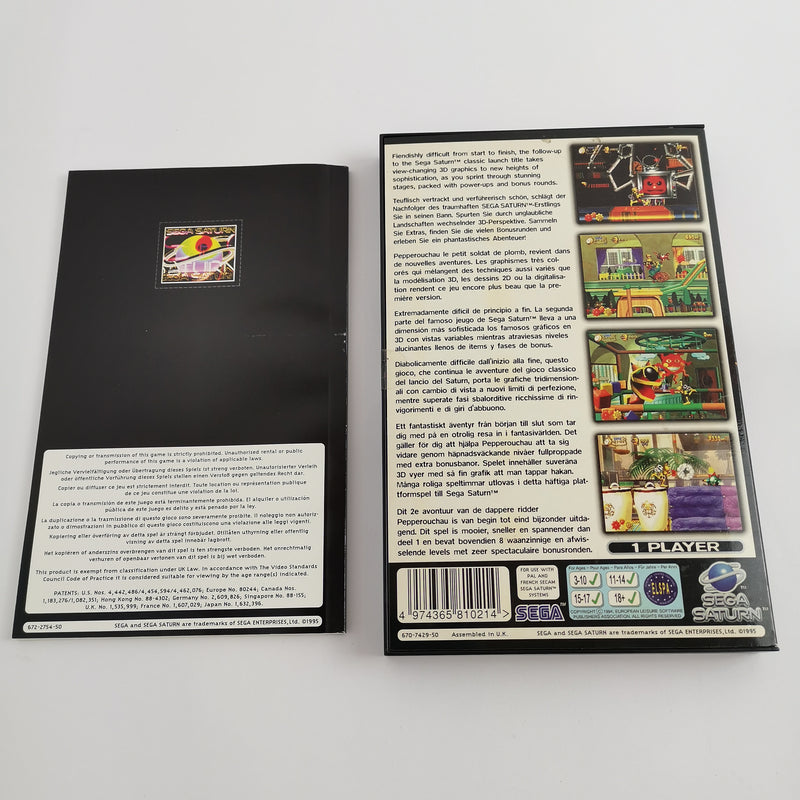 SEGA SATURN
Copying or transmission of this game is strictly prohibited. Unauthorized rental or public
performance of this game is a violation of applicable laws.
Jegliche Vervielfältigung oder Übertragung dieses Spiels ist streng verboten, Unautorisierter Verleih
oder öffentliche Vorführung dieses Spiels stellen einen Verstoß gegen geltendes Recht dar.
Copier ou diffuser ce jeu est strictement interdit. Toute location ou représentation publique
de ce jeu constitue une violation de la loi.
La copia o transmisión de este juego está terminantemente prohibida. El alquiler o utilización
pública de este juego es delito y está penado por la ley.
La duplicazione o la trasmissione di questo gioco sono severamente proibite. Il noleggio non autoriz-
zato o dimostrazioni in pubblico di questo gioco costituiscono una violazione alle leggi vigenti.
Kopiering eller överföring av detta spel är strängt förbjudet. Otillåten uthyrning eller offentlig
visning av detta spel innebär lagbrott.
Het kopiëren of anderszins overbrengen van dit spel is ten strengste verboden. Het onrechtmatig
verhuren of openbaar vertonen van dit spel is bij wet verboden.
This product is exempt from classification under UK Law. In accordance with The Video Standards
Council Code of Practice it is considered suitable for viewing by the age range(s) indicated.
PATENTS: U.S. Nos. 4,442,486/4,454,594/4,462,076; Europe No. 80244; Canada Nos.
1,183,276/1,082,351; Hong Kong No. 88-4302; Germany No. 2,609,826; Singapore No. 88-155;
U.K. No. 1,535,999; France No. 1,607,029; Japan No. 1,632,396.
672-2754-50 SEGA and SEGA SATURN are trademarks of SEGA ENTERPRISES, Ltd. ©1995
Fiendishly difficult from start to finish, the follow-up
to the Sega Saturn™ classic launch title takes
view-changing 3D graphics to new heights of
sophistication, as you sprint through stunning
stages, packed with power-ups and bonus rounds.
Teuflisch vertrackt und verführerisch schön, schlägt der
Nachfolger des traumhaften SEGA SATURN™-Erstlings
Sie in seinen Bann. Spurten Sie durch unglaubliche
Landschaften wechselnder 3D-Perspektive. Sammeln
Sie Extras, finden Sie die vielen Bonusrunden und
erleben Sie ein phantastisches Abenteuer!
Pepperouchau le petit soldat de plomb, revient dans
de nouvelles aventures. Les graphismes très col-
orés qui mélangent des techniques aussi variés que
la modélisation 3D, les dessins 2D ou la digitalisa-
tion rendent ce jeu encore plus beau que la pre-
mière version.
Extremadamente difícil de principio a fin. La segunda
parte del famoso jeugo de Sega Saturn™ lleva a una
dimensión más sofisticada los famosos gráficos en
3D con vistas variables mientras atraviesas niveles
alucinantes llenos de items y fases de bonus.
Diabolicamente difficile dall'inizio alla fine, questo
gioco, che continua le avventure del gioco classico
del lancio del Saturn, porta le grafiche tridimension-
ali con cambio di vista a nuovi limiti di perfezione,
mentre superate fasi sbalorditive ricchissime di rin-
vigorimenti e di giri d'abbuono.
Ett fantastiskt äventyr från början till slut som tar
dig med på en otrolig resa in i fantasivärlden. Det
gäller för dig att hjälpa Pepperouchau att ta sig
vidare genom häpnadsväckande nivåer fullproppade
med extra bonusbanor. Spelet innehåller suveräna
3D vyer med så fin grafik att man tappar hakan.
Många roliga speltimmar utlovas i detta häftiga plat-
tformspel till Sega Saturn™
Dit 2e avontuur van de dappere ridder
Pepperouchau is van begin tot eind bijzonder uitda-
gend. Dit spel is mooier, sneller en spannender dan
deel 1 en bevat bovendien 8 waanzinnige en afwis-
selende levels met zeer spectaculaire bonusronden.
1 PLAYER
4 974365 810214 >
FOR USE WITH
PAL AND
FRENCH SECAM
SEGA SATURN
SYSTEMS
SEGA™
For Ages - Pour Ages - Para Años - Für Jahre - Per Anni
3-10 11-14
15-17 18+
ELSPA
COPYRIGHT (C) 1994, EUROPEAN LEISURE SOFTWARE
PUBLISHERS ASSOCIATION. ALL RIGHTS RESERVED
SEGA SATURN™
670-7429-50 Assembled in U.K. SEGA and SEGA SATURN are trademarks of SEGA ENTERPRISES, Ltd. ©1995